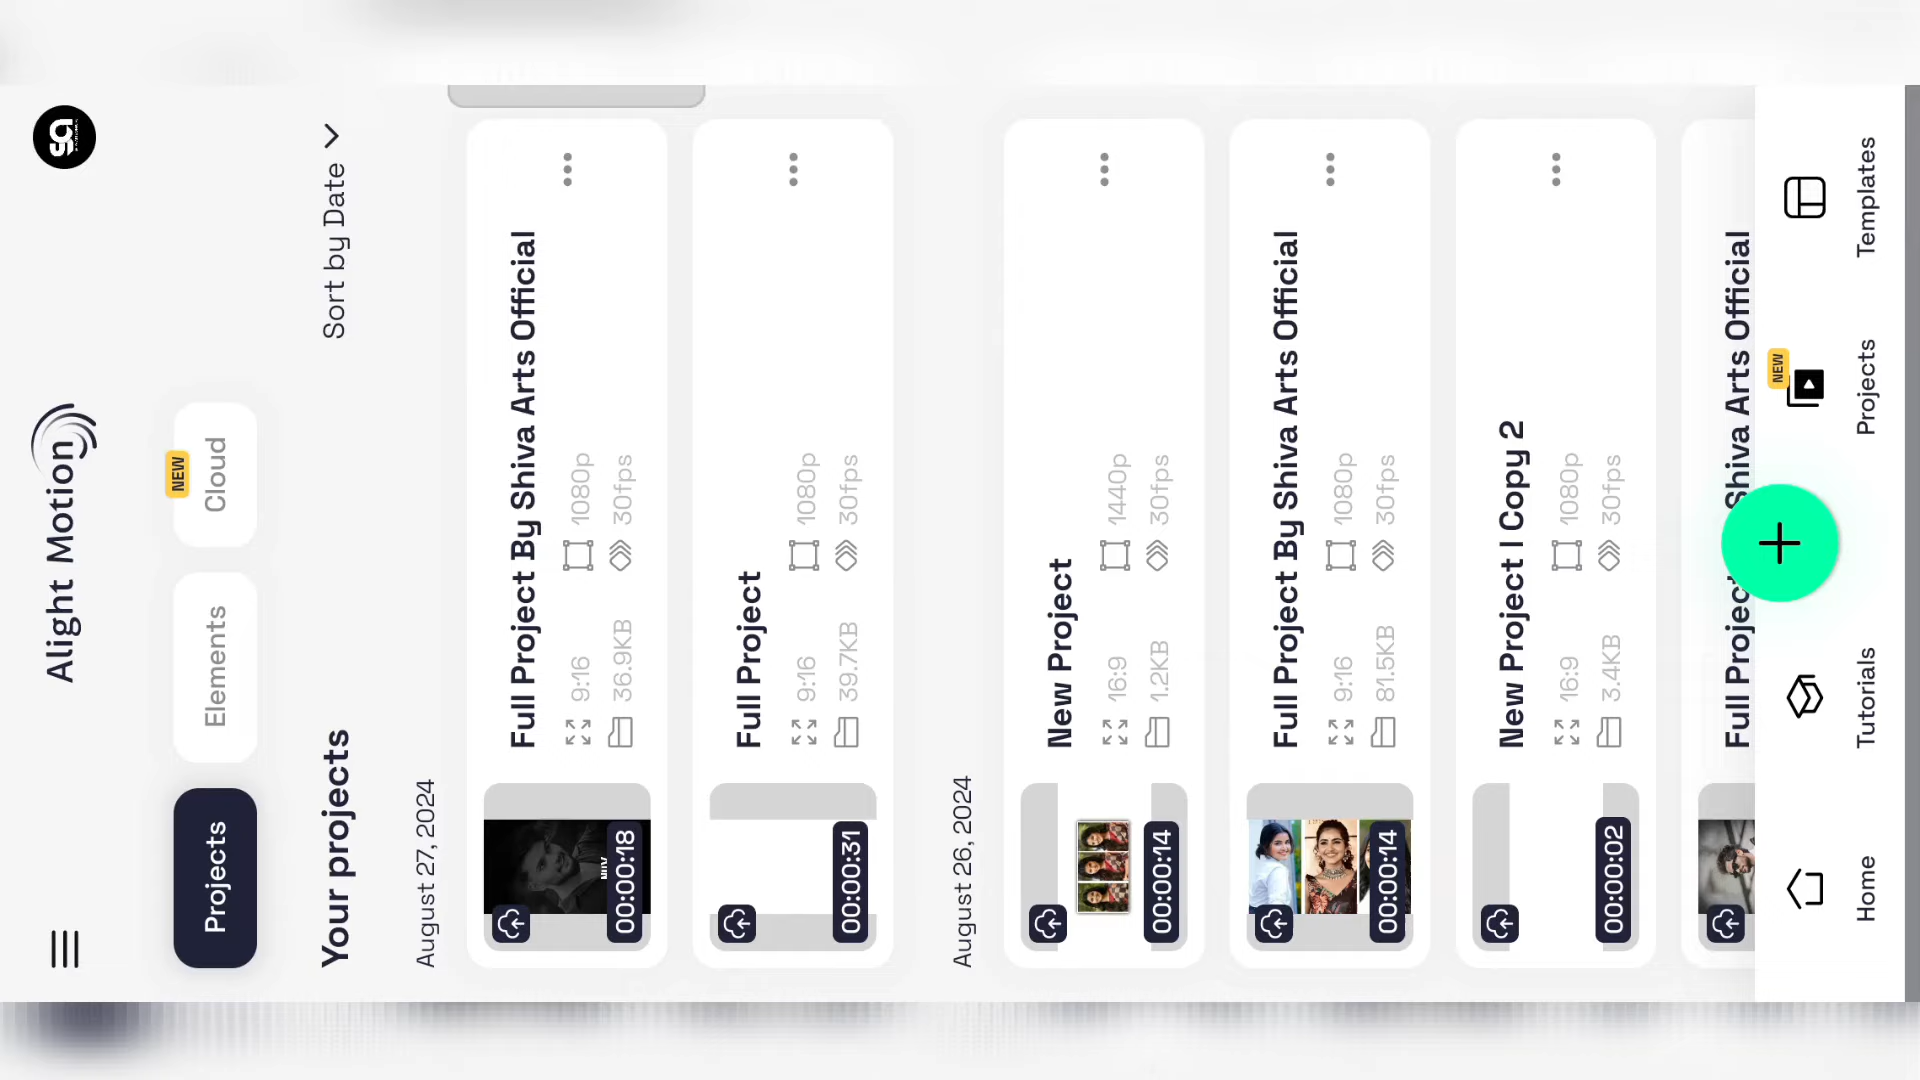 Alight Motion
Projects
Elements
Cloud
NEW
Your projects
Sort by Date
August 27, 2024
Full Project By Shiva Arts Official
9:16
1080p
36.9KB
30fps
00:00:18
Full Project
9:16
1080p
39.7KB
30fps
00:00:31
August 26, 2024
New Project
16:9
1440p
1.2KB
30fps
00:00:14
Full Project By Shiva Arts Official
9:16
1080p
81.5KB
30fps
00:00:14
New Project 1 Copy 2
16:9
1080p
3.4KB
30fps
00:00:02
Full Project Shiva Arts Official
Home
Tutorials
NEW
Projects
Templates